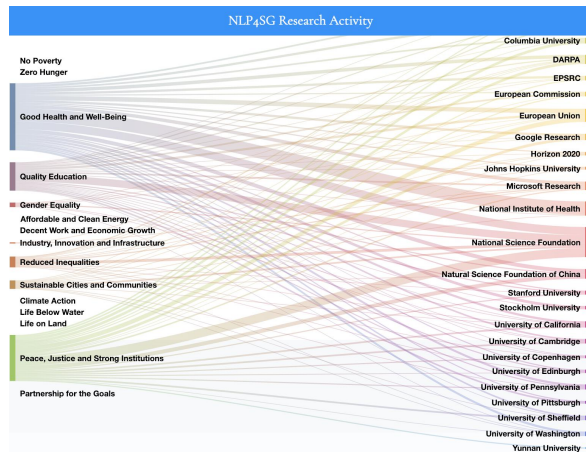 NLP4SG Research Activity
No Poverty
Zero Hunger
Good Health and Well-Being
Quality Education
Gender Equality
Affordable and Clean Energy
Decent Work and Economic Growth
Industry, Innovation and Infrastructure
Reduced Inequalities
Sustainable Cities and Communities
Climate Action
Life Below Water
Life on Land
Peace, Justice and Strong Institutions
Partnership for the Goals
Columbia University
DARPA
EPSRC
European Commission
European Union
Google Research
Horizon 2020
Johns Hopkins University
Microsoft Research
National Institute of Health
National Science Foundation
Natural Science Foundation of China
Stanford University
Stockholm University
University of California
University of Cambridge
University of Copenhagen
University of Edinburgh
University of Pennsylvania
University of Pittsburgh
University of Sheffield
University of Washington
Yunnan University